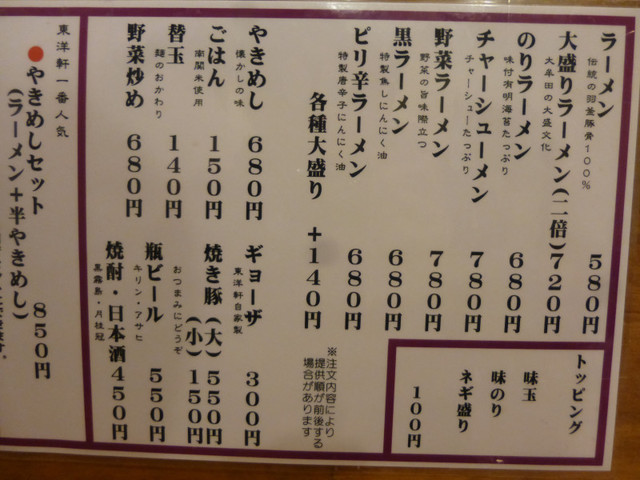 ラーメン 580円
伝統の羽釜豚骨100%
大盛りラーメン(二倍) 720円
大牟田の大盛文化
のりラーメン 680円
味付有明海苔たっぷり
チャーシューメン 780円
チャーシューたっぷり
野菜ラーメン 780円
野菜の旨味際立つ
黒ラーメン 680円
特製焦しにんにく油
ピリ辛ラーメン 680円
特製唐辛子にんにく油
各種大盛り +140円
トッピング
味玉
味のり
ネギ盛り
100円
※注文内容により
提供順が前後する
場合があります
やきめし 680円
懐かしの味
ごはん 150円
南関米使用
替玉 140円
麺のおかわり
野菜炒め 680円
ギョーザ 300円
東洋軒自家製
焼き豚(大) 550円
(小) 150円
おつまみにどうぞ
瓶ビール 550円
キリン・アサヒ
焼酎・日本酒 450円
黒霧島・月桂冠
東洋軒一番人気
●やきめしセット 850円
(ラーメン+半やきめし)